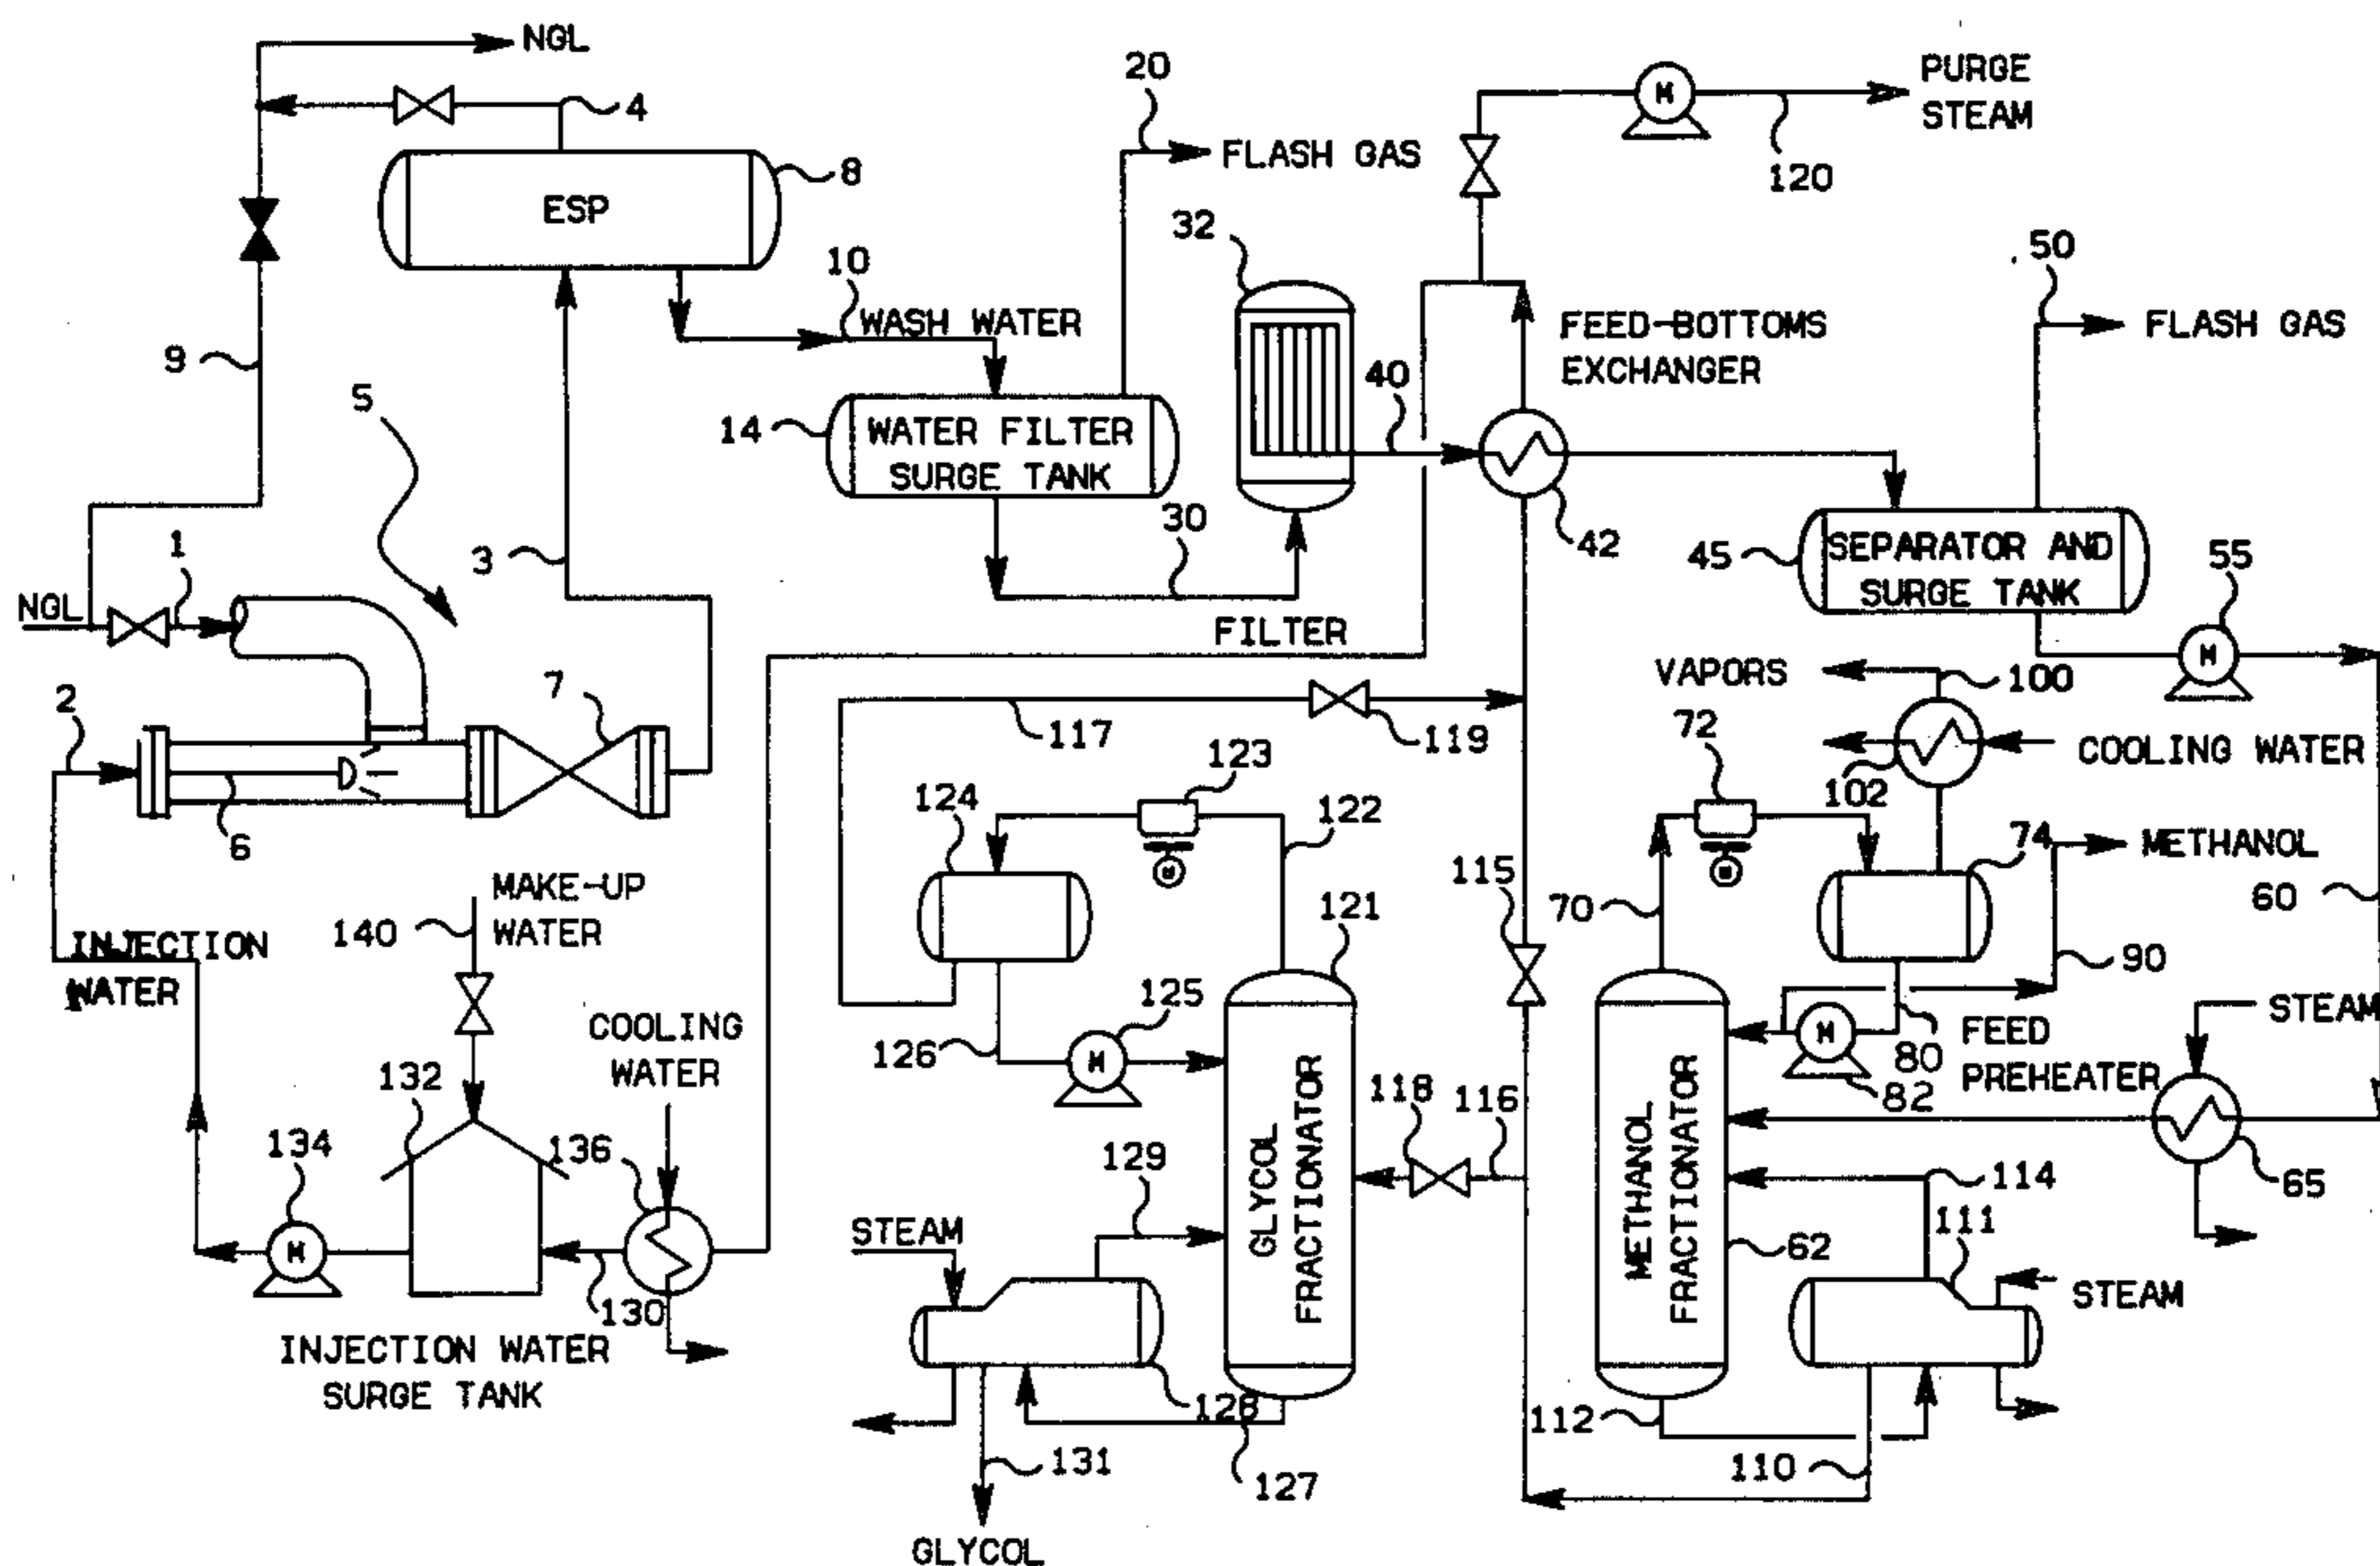 NGL
4
8
ESP
9
10
WASH WATER
20
FLASH GAS
32
40
M
PURGE
STEAM
120
FEED-BOTTOMS
EXCHANGER
50
FLASH GAS
5
14
WATER FILTER
SURGE TANK
30
FILTER
42
45
SEPARATOR AND
SURGE TANK
55
M
NGL
1
3
2
7
6
117
119
VAPORS
100
72
COOLING WATER
102
123
124
122
74
METHANOL
60
MAKE-UP
WATER
140
INJECTION
WATER
115
70
121
90
COOLING
WATER
126
125
M
M
80
FEED
PREHEATER
82
STEAM
132
134
M
136
130
118
116
129
GLYCOL
FRACTIONATOR
METHANOL
FRACTIONATOR
62
114
111
65
STEAM
STEAM
INJECTION WATER
SURGE TANK
128
127
131
GLYCOL
112
110